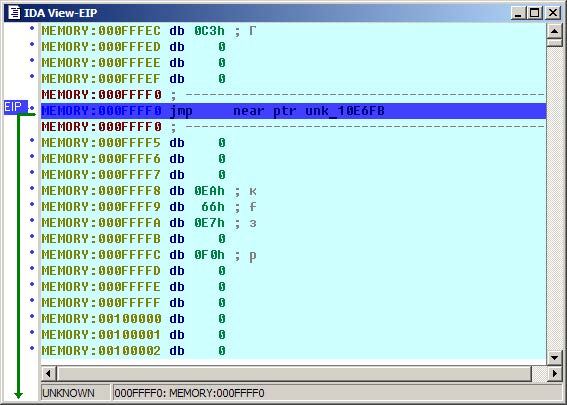 IDA View-EIP
MEMORY:000FFFEC db 0C3h ; Г
MEMORY:000FFFED db 0
MEMORY:000FFFEE db 0
MEMORY:000FFFEF db 0
MEMORY:000FFFF0 ; ---------------------------------------
EIP MEMORY:000FFFF0 jmp near ptr unk_10E6FB
MEMORY:000FFFF0 ; ---------------------------------------
MEMORY:000FFFF5 db 0
MEMORY:000FFFF6 db 0
MEMORY:000FFFF7 db 0
MEMORY:000FFFF8 db 0EAh ; к
MEMORY:000FFFF9 db 66h ; f
MEMORY:000FFFFA db 0E7h ; з
MEMORY:000FFFFB db 0
MEMORY:000FFFFC db 0F0h ; р
MEMORY:000FFFFD db 0
MEMORY:000FFFFE db 0
MEMORY:000FFFFF db 0
MEMORY:00100000 db 0
MEMORY:00100001 db 0
MEMORY:00100002 db 0
UNKNOWN 000FFFF0: MEMORY:000FFFF0